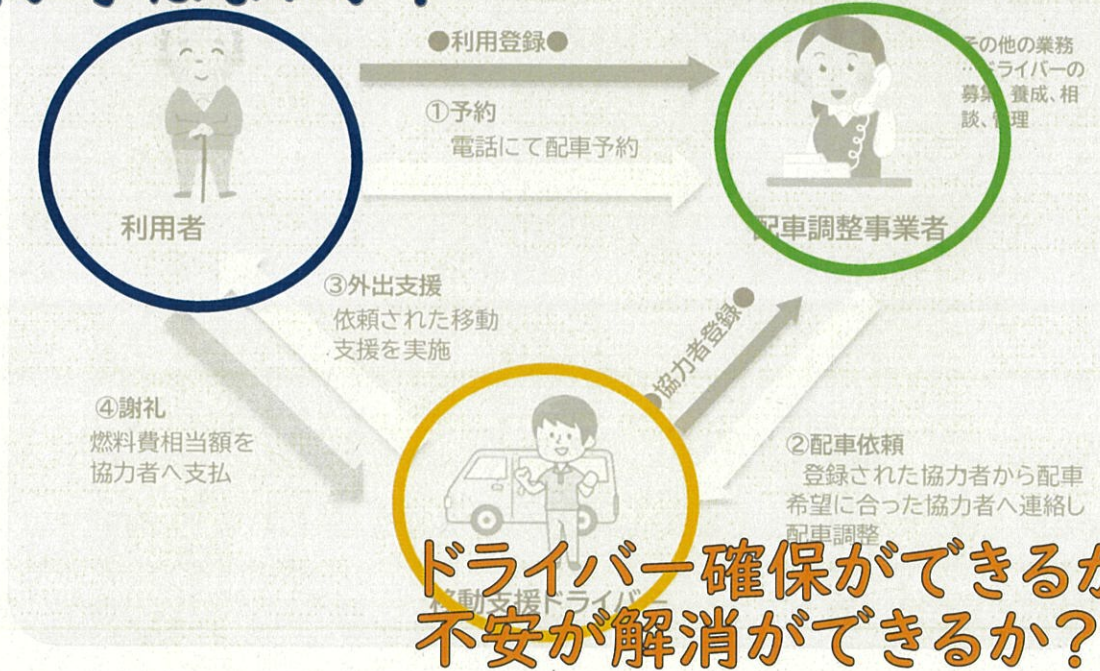 ●利用登録●
①予約
電話にて配車予約
その他の業務
…ドライバーの
募集、養成、相
談、管理
利用者
配車調整事業者
③外出支援
依頼された移動
支援を実施
●協力者登録●
④謝礼
燃料費相当額を
協力者へ支払
②配車依頼
登録された協力者から配車
希望に合った協力者へ連絡し
配車調整
移動支援ドライバー
ドライバー確保ができるか
不安が解消ができるか？